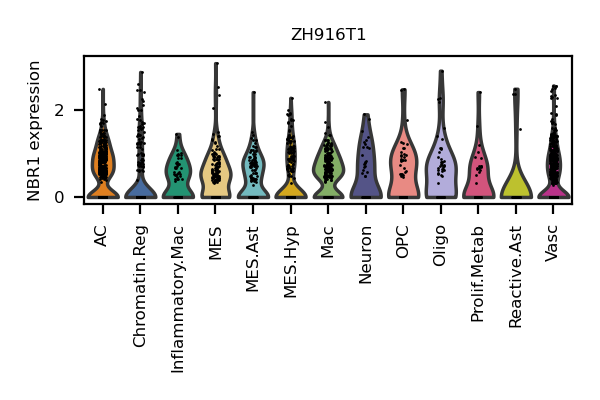 ZH916T1
NBR1 expression
2
0
AC
Chromatin.Reg
Inflammatory.Mac
MES
MES.Ast
MES.Hyp
Mac
Neuron
OPC
Oligo
Prolif.Metab
Reactive.Ast
Vasc